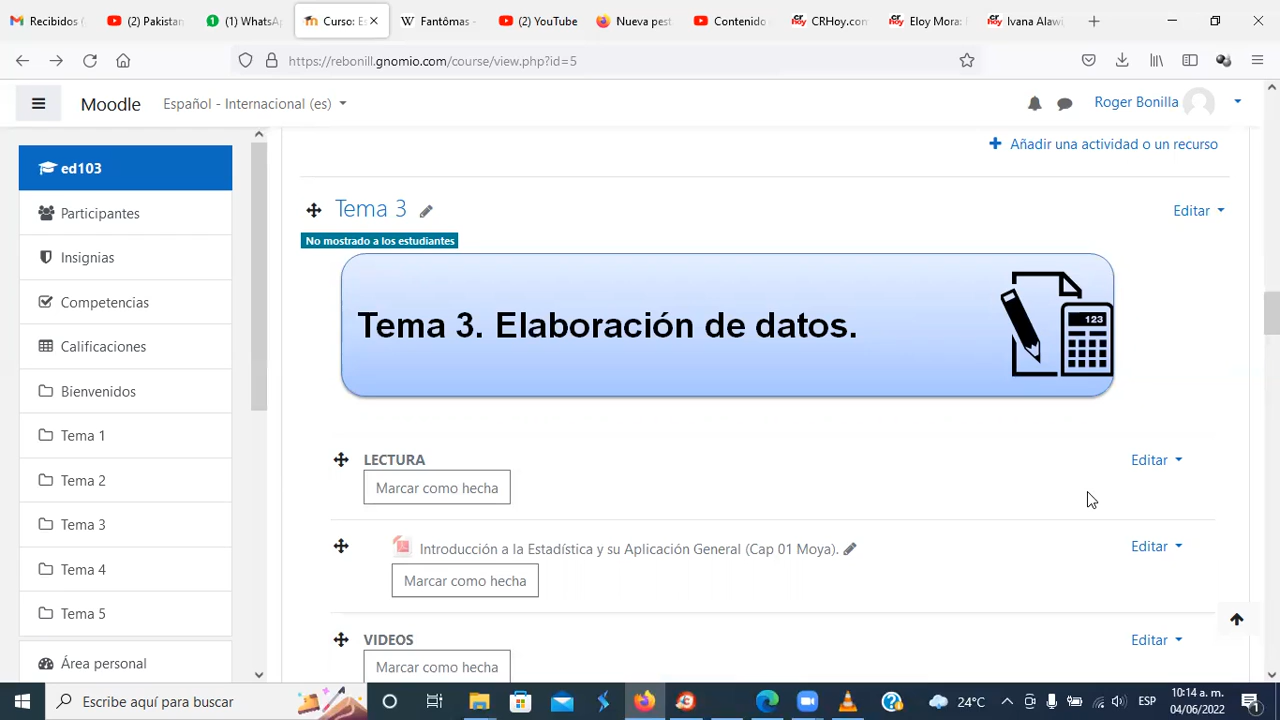 Recibidos (
(2) Pakistan
(1) WhatsA
Curso: E
Fantômas -
(2) YouTube
Nueva pest
Contenido
CRHoy.com
Eloy Mora:
Ivana Alawi
https://rebonill.gnomio.com/course/view.php?id=5
Moodle
Español - Internacional (es)
Roger Bonilla
ed103
Participantes
Insignias
Competencias
Calificaciones
Bienvenidos
Tema 1
Tema 2
Tema 3
Tema 4
Tema 5
Área personal
Añadir una actividad o un recurso
Tema 3
Editar
No mostrado a los estudiantes
Tema 3. Elaboración de datos.
123
LECTURA
Editar
Marcar como hecha
Introducción a la Estadística y su Aplicación General (Cap 01 Moya).
Editar
Marcar como hecha
VIDEOS
Editar
Marcar como hecha
Escribe aquí para buscar
24°C
ESP
10:14 a. m.
04/06/2022